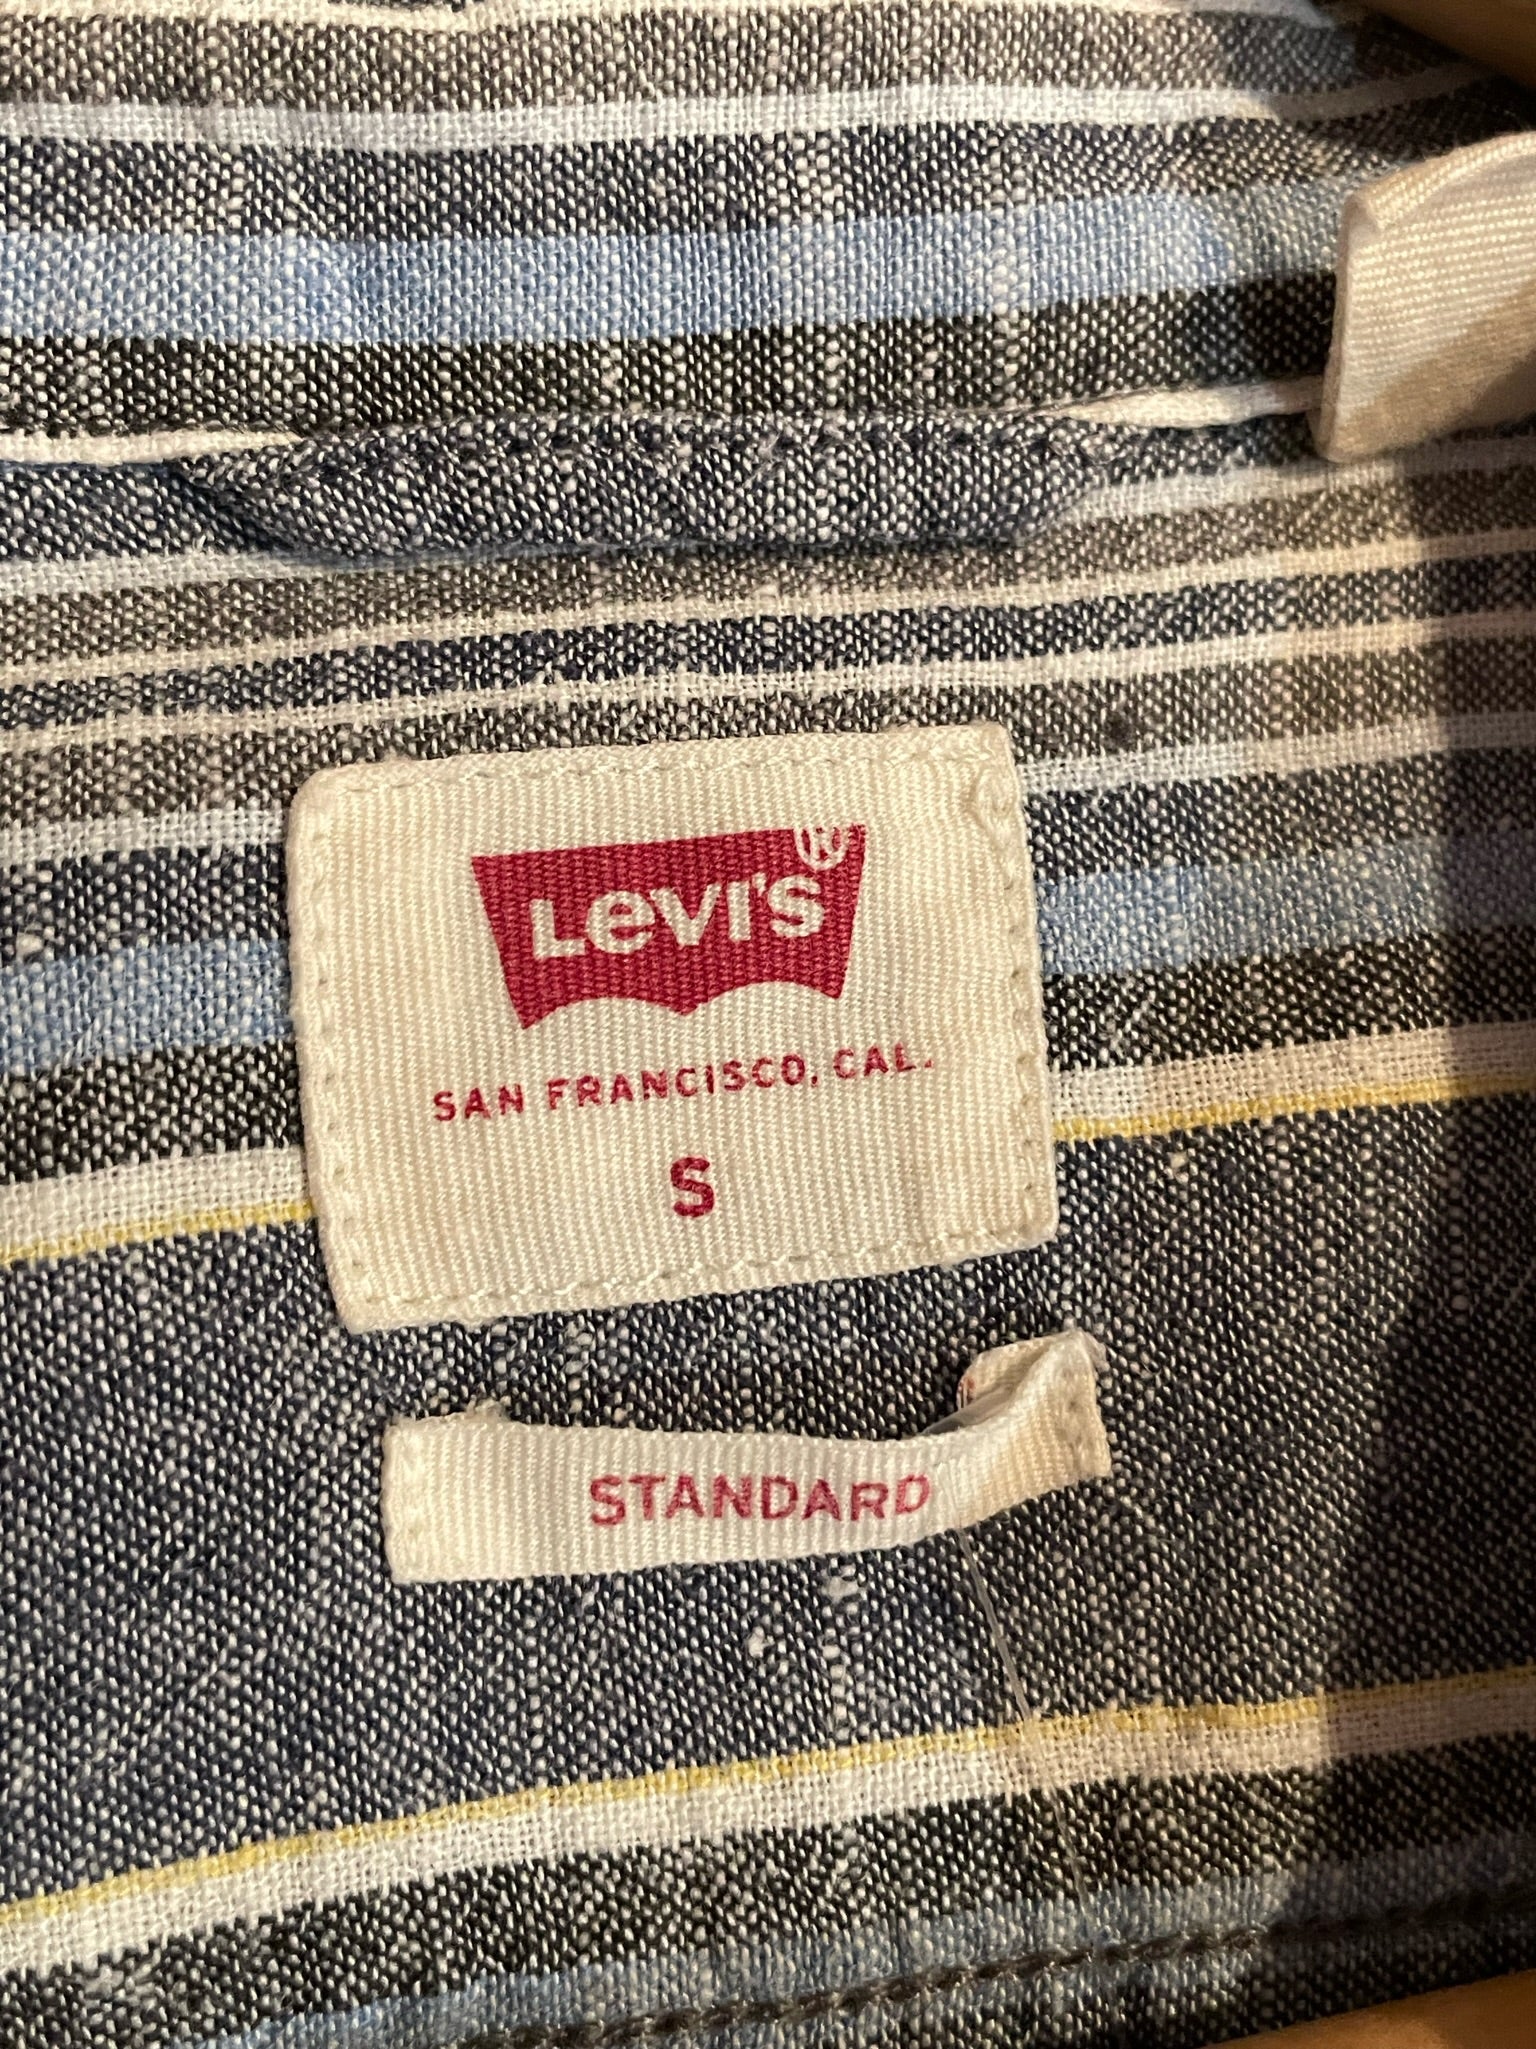 Levi's®
SAN FRANCISCO, CAL.
S
STANDARD